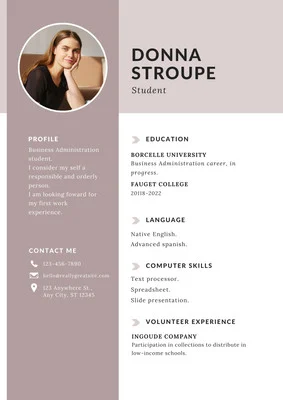 DONNA
STROUPE
Student
PROFILE
Business Administration
student.
I consider my self a
responsible and orderly
person.
I am looking foward for
my first work
experience.
CONTACT ME
123-456-7890
hello@reallygreatsite.com
123 Anywhere St.
Any City, ST 12345
EDUCATION
BORCELLE UNIVERSITY
Business Administration career, in
progress.
FAUGET COLLEGE
20118-2022
LANGUAGE
Native English.
Advanced spanish.
COMPUTER SKILLS
Text processor.
Spreadsheet.
Slide presentation.
VOLUNTEER EXPERIENCE
INGOUDE COMPANY
Participation in collections to distribute in
low-income schools.